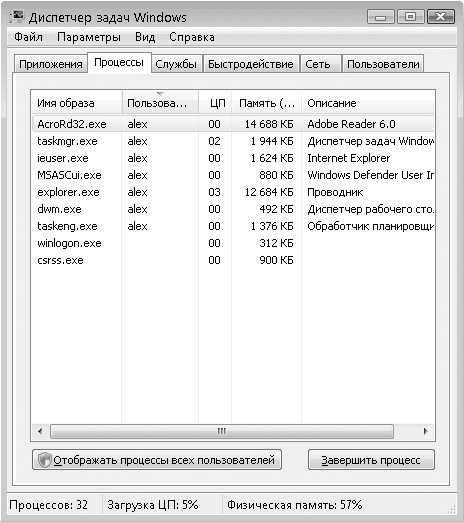 Диспетчер задач Windows
Файл Параметры Вид Справка
Приложения Процессы Службы Быстродействие Сеть Пользователи
Имя образа Пользова... ЦП Память (... Описание
AcroRd32.exe alex 00 14 688 КБ Adobe Reader 6.0
taskmgr.exe alex 02 1 944 КБ Диспетчер задач Window
ieuser.exe alex 00 1 624 КБ Internet Explorer
MSASCui.exe alex 00 880 КБ Windows Defender User Ir
explorer.exe alex 03 12 684 КБ Проводник
dwm.exe alex 00 492 КБ Диспетчер рабочего сто.
taskeng.exe alex 00 1 376 КБ Обработчик планировщи
winlogon.exe 00 312 КБ
csrss.exe 00 900 КБ
Отображать процессы всех пользователей Завершить процесс
Процессов: 32 Загрузка ЦП: 5% Физическая память: 57%